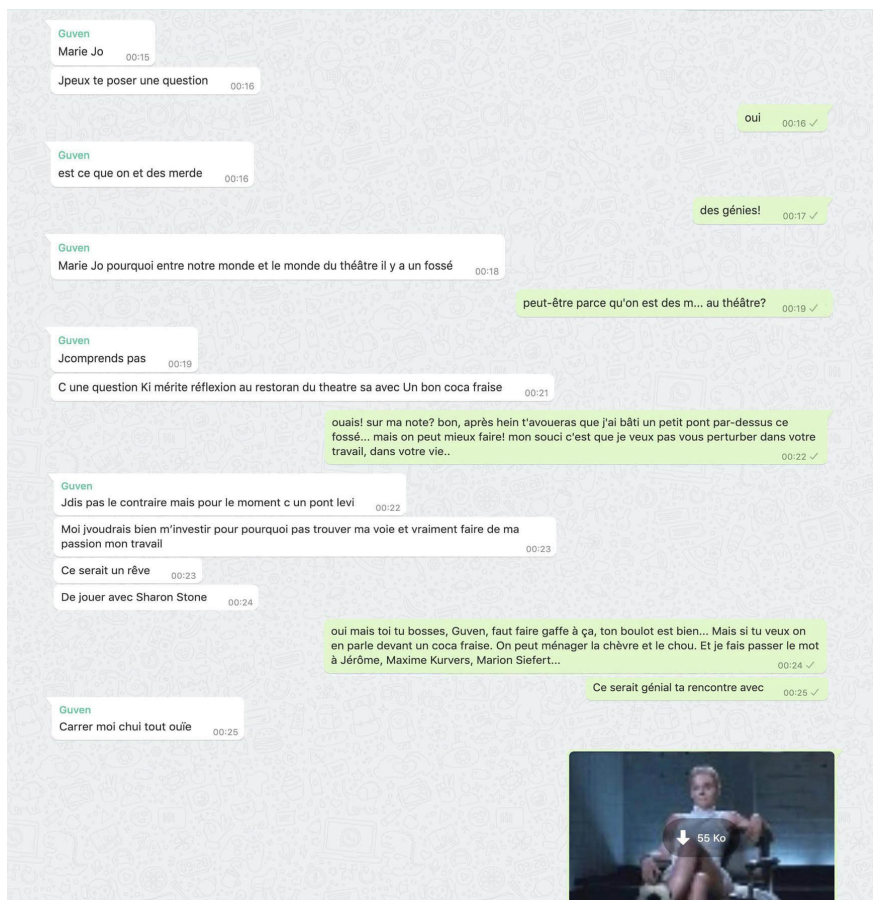 Guven
Marie Jo 00:15
Jpeux te poser une question 00:16
oui 00:16
Guven
est ce que on et des merde 00:16
des génies! 00:17
Guven
Marie Jo pourquoi entre notre monde et le monde du théâtre il y a un fossé 00:18
peut-être parce qu'on est des m... au théâtre? 00:19
Guven
Jcomprends pas 00:19
C une question Ki mérite réflexion au restoran du theatre sa avec Un bon coca fraise 00:21
ouais! sur ma note? bon, après hein t'avoueras que j'ai bâti un petit pont par-dessus ce
fossé... mais on peut mieux faire! mon souci c'est que je veux pas vous perturber dans votre
travail, dans votre vie.. 00:22
Guven
Jdis pas le contraire mais pour le moment c un pont levi 00:22
Moi jvoudrais bien m’investir pour pourquoi pas trouver ma voie et vraiment faire de ma
passion mon travail 00:23
Ce serait un rêve 00:23
De jouer avec Sharon Stone 00:24
oui mais toi tu bosses, Guven, faut faire gaffe à ça, ton boulot est bien... Mais si tu veux on
en parle devant un coca fraise. On peut ménager la chèvre et le chou. Et je fais passer le mot
à Jérôme, Maxime Kurvers, Marion Siefert... 00:24
Ce serait génial ta rencontre avec 00:25
Guven
Carrer moi chui tout ouïe 00:25
55 Ko